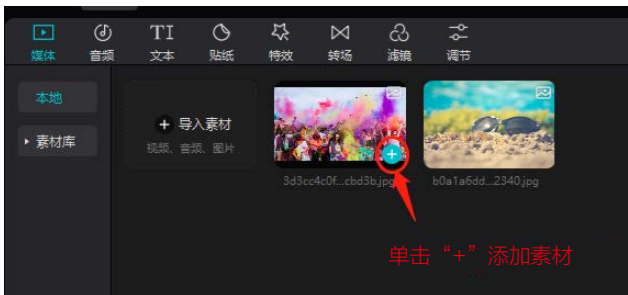 TI
媒体 音频 文本 贴纸 特效 转场 滤镜 调节
本地
素材库
导入素材
视频、音频、图片
3d3cc4c0f...cbd3b.jpg
b0a1a6dd...2340.jpg
单击“+”添加素材